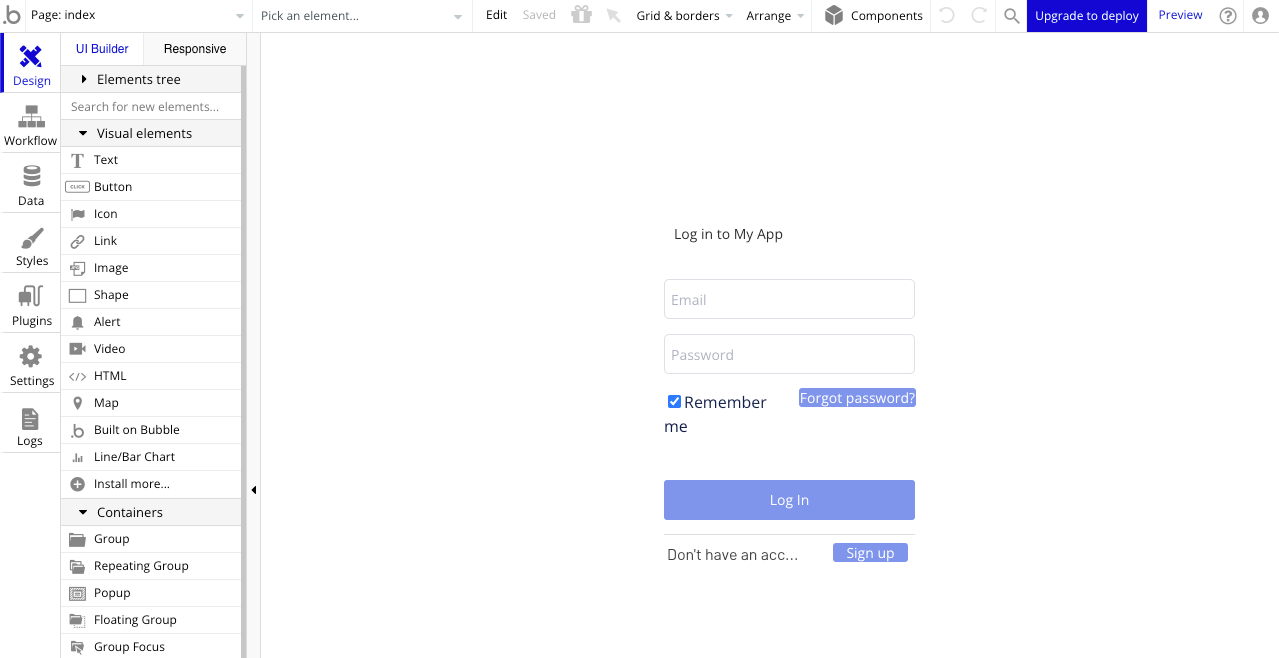 Page: index
Pick an element...
Edit
Saved
Grid & borders
Arrange
Components
Upgrade to deploy
Preview
Design
Workflow
Data
Styles
Plugins
Settings
Logs
UI Builder
Responsive
Elements tree
Search for new elements...
Visual elements
Text
CLICK Button
Icon
Link
Image
Shape
Alert
Video
HTML
Map
Built on Bubble
Line/Bar Chart
Install more...
Containers
Group
Repeating Group
Popup
Floating Group
Group Focus
Log in to My App
Email
Password
Remember
me
Forgot password?
Log In
Don't have an acc...
Sign up